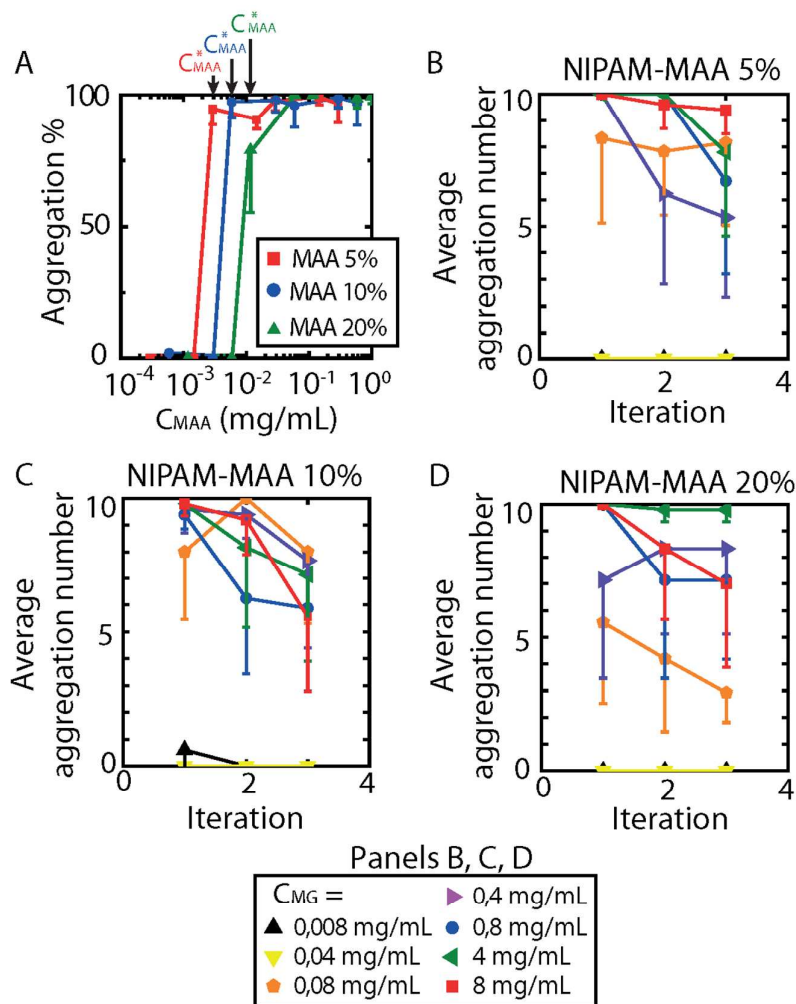 C*MAA
C*MAA
C*MAA
A
Aggregation %
100
50
0
MAA 5%
MAA 10%
MAA 20%
10-4 10-3 10-2 10-1 100
CMAA (mg/mL)
B
NIPAM-MAA 5%
Average
aggregation number
10
5
0
0 2 4
Iteration
C
NIPAM-MAA 10%
Average
aggregation number
10
5
0
0 2 4
Iteration
D
NIPAM-MAA 20%
Average
aggregation number
10
5
0
0 2 4
Iteration
Panels B, C, D
CMG =
0,008 mg/mL
0,04 mg/mL
0,08 mg/mL
0,4 mg/mL
0,8 mg/mL
4 mg/mL
8 mg/mL